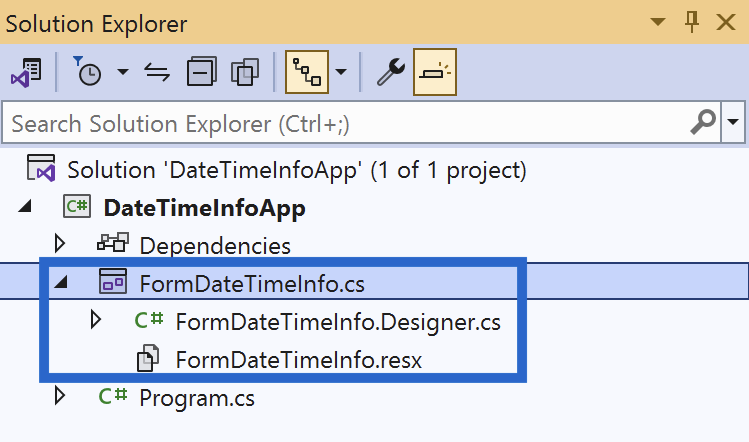 Solution Explorer
Search Solution Explorer (Ctrl+;)
Solution 'DateTimeInfoApp' (1 of 1 project)
C# DateTimeInfoApp
Dependencies
FormDateTimeInfo.cs
C# FormDateTimeInfo.Designer.cs
FormDateTimeInfo.resx
C# Program.cs